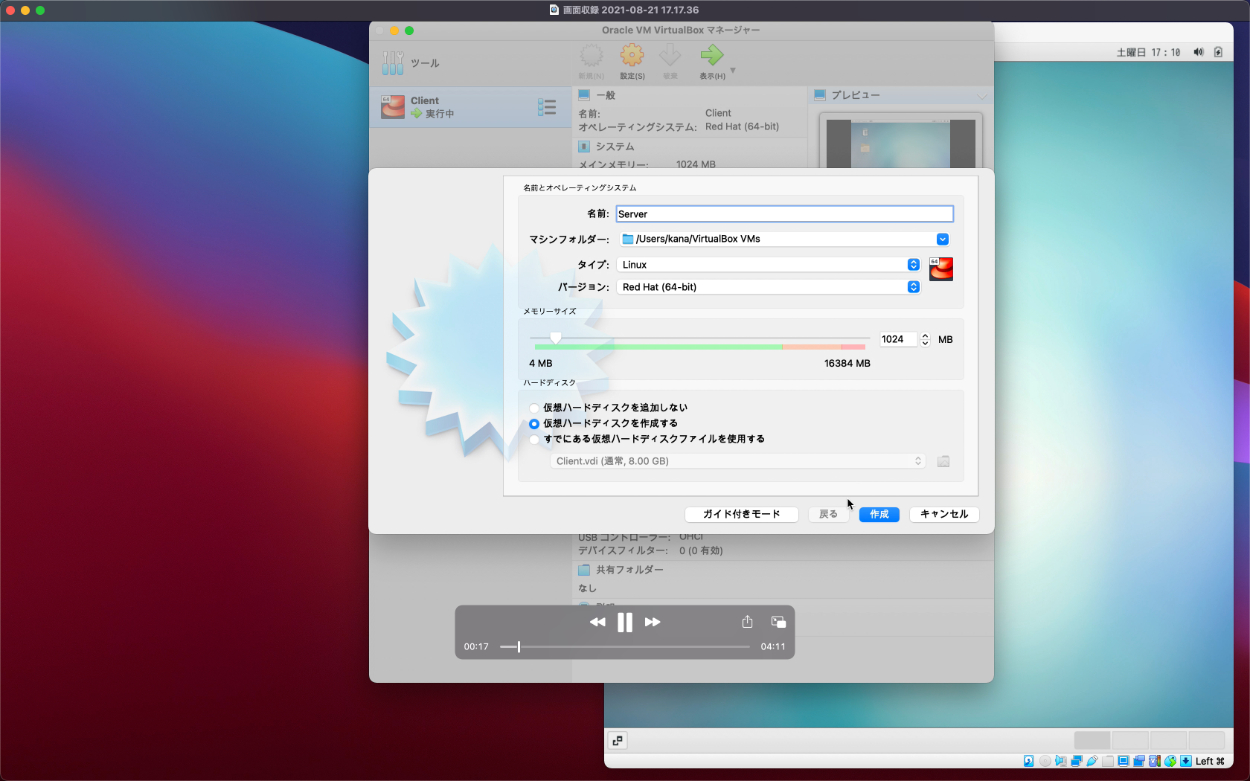 画面収録 2021-08-21 17.17.36
Oracle VM VirtualBox マネージャー
土曜日 17：10
ツール
新規(N)
設定(S)
破棄
表示(H)
64
Client
実行中
一般
名前: Client
オペレーティングシステム: Red Hat (64-bit)
システム
メインメモリー: 1024 MB
プレビュー
名前とオペレーティングシステム
名前: Server
マシンフォルダー: /Users/kana/VirtualBox VMs
タイプ: Linux
64
バージョン: Red Hat (64-bit)
メモリーサイズ
1024 MB
4 MB 16384 MB
ハードディスク
仮想ハードディスクを追加しない
仮想ハードディスクを作成する
すでにある仮想ハードディスクファイルを使用する
Client.vdi (通常, 8.00 GB)
ガイド付きモード 戻る 作成 キャンセル
USB コントローラー: OHCI
デバイスフィルター: 0 (0 有効)
共有フォルダー
なし
00:17 04:11
Left ⌘